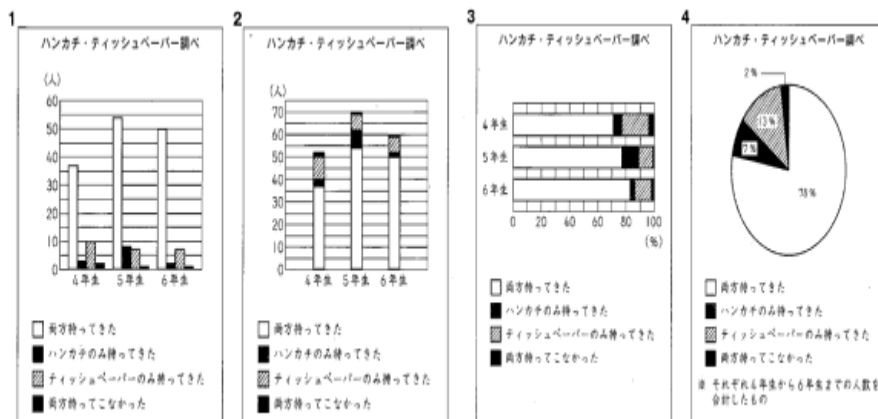 1
ハンカチ・ティッシュペーパー調べ
(人)
60
50
40
30
20
10
0
4年生 5年生 6年生
両方持ってきた
ハンカチのみ持ってきた
ティッシュペーパーのみ持ってきた
両方持ってこなかった
2
ハンカチ・ティッシュペーパー調べ
(人)
70
60
50
40
30
20
10
0
4年生 5年生 6年生
両方持ってきた
ハンカチのみ持ってきた
ティッシュペーパーのみ持ってきた
両方持ってこなかった
3
ハンカチ・ティッシュペーパー調べ
4年生
5年生
6年生
0 20 40 60 80 100
(%)
両方持ってきた
ハンカチのみ持ってきた
ティッシュペーパーのみ持ってきた
両方持ってこなかった
4
ハンカチ・ティッシュペーパー調べ
2%
13%
7%
78%
両方持ってきた
ハンカチのみ持ってきた
ティッシュペーパーのみ持ってきた
両方持ってこなかった
※ それぞれ4年生から6年生までの人数を
合計したもの